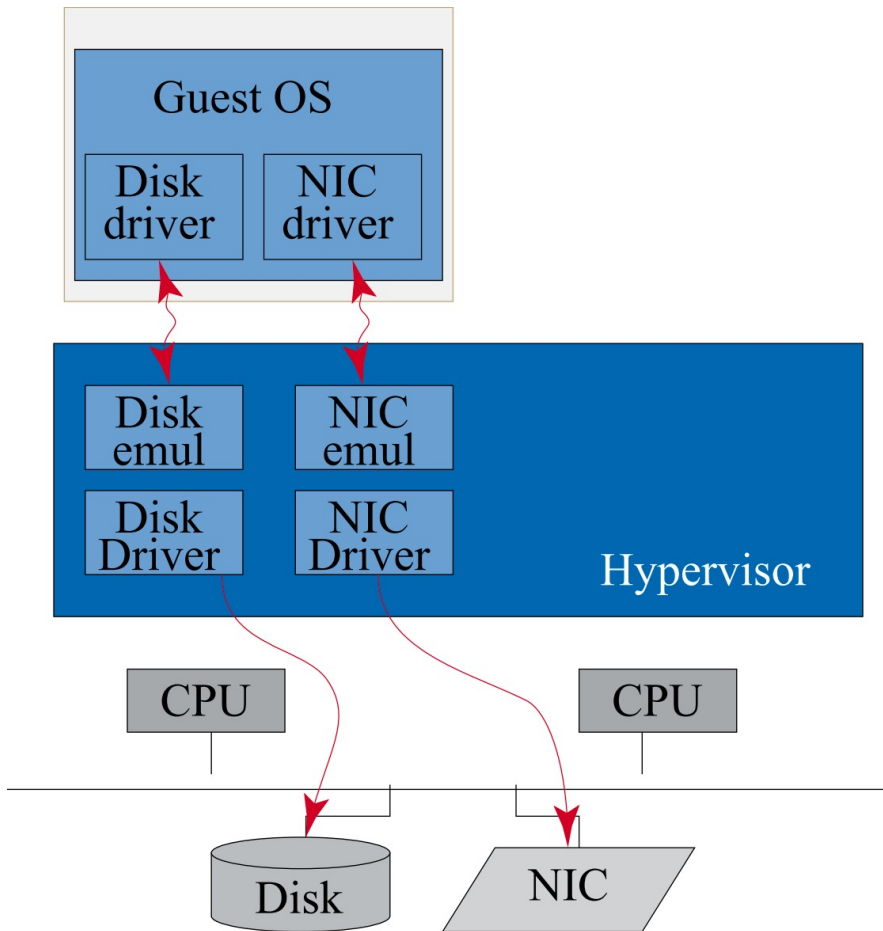 Guest OS
Disk
driver
NIC
driver
Disk
emul
NIC
emul
Disk
Driver
NIC
Driver
Hypervisor
CPU
CPU
Disk
NIC